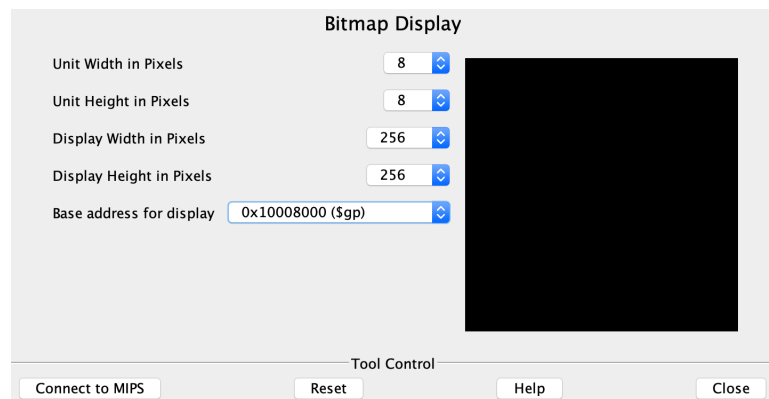 Bitmap Display
Unit Width in Pixels 8
Unit Height in Pixels 8
Display Width in Pixels 256
Display Height in Pixels 256
Base address for display 0x10008000 ($gp)
Tool Control
Connect to MIPS Reset Help Close